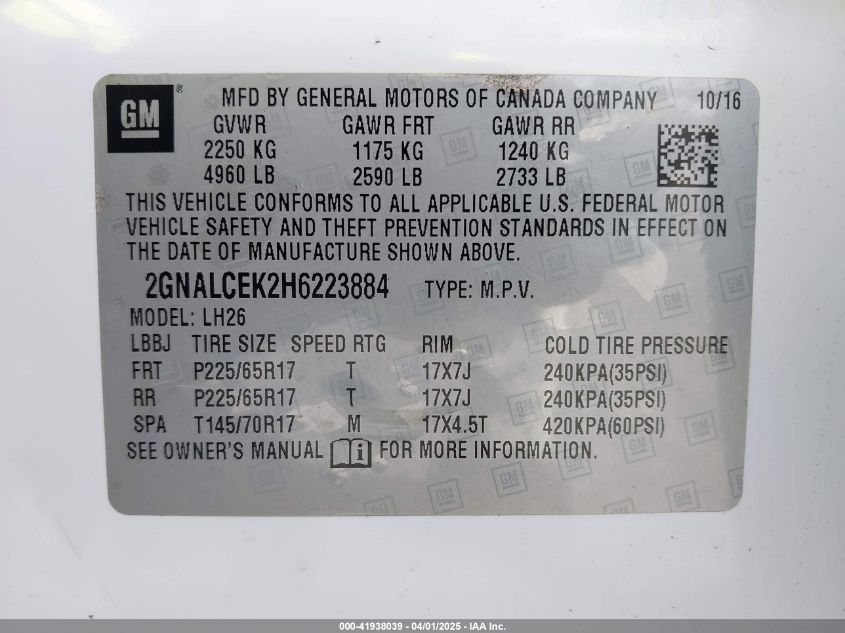 GM ® MFD BY GENERAL MOTORS OF CANADA COMPANY 10/16
GVWR GAWR FRT GAWR RR
2250 KG 1175 KG 1240 KG
4960 LB 2590 LB 2733 LB
THIS VEHICLE CONFORMS TO ALL APPLICABLE U.S. FEDERAL MOTOR
VEHICLE SAFETY AND THEFT PREVENTION STANDARDS IN EFFECT ON
THE DATE OF MANUFACTURE SHOWN ABOVE.
2GNALCEK2H6223884 TYPE: M.P.V.
MODEL: LH26
LBBJ TIRE SIZE SPEED RTG RIM COLD TIRE PRESSURE
FRT P225/65R17 T 17X7J 240KPA(35PSI)
RR P225/65R17 T 17X7J 240KPA(35PSI)
SPA T145/70R17 M 17X4.5T 420KPA(60PSI)
SEE OWNER'S MANUAL FOR MORE INFORMATION.
000-41938039 - 04/01/2025 - IAA Inc.